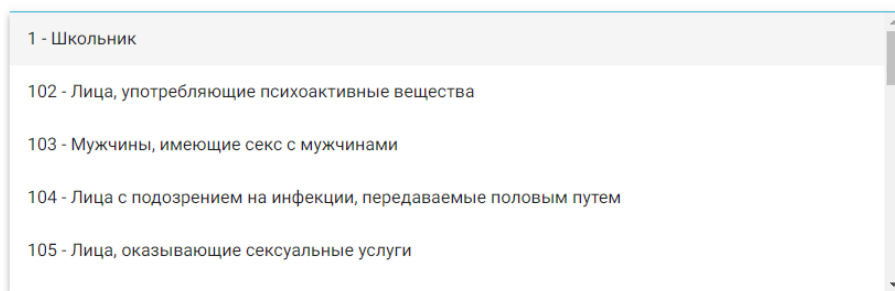 1 - Школьник
102 - Лица, употребляющие психоактивные вещества
103 - Мужчины, имеющие секс с мужчинами
104 - Лица с подозрением на инфекции, передаваемые половым путем
105 - Лица, оказывающие сексуальные услуги